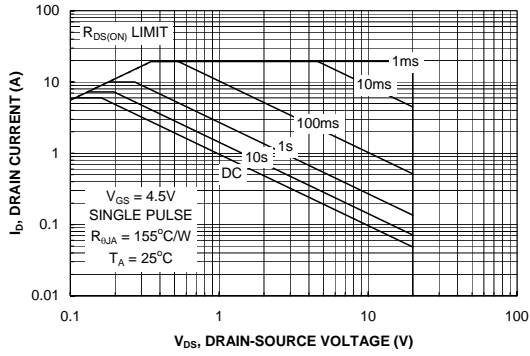 100
R_DS(ON) LIMIT
1ms
10
10ms
100ms
1s
1
10s
DC
V_GS = 4.5V
SINGLE PULSE
0.1
R_θJA = 155°C/W
T_A = 25°C
0.01
0.1
1
10
100
V_DS, DRAIN-SOURCE VOLTAGE (V)
I_D, DRAIN CURRENT (A)